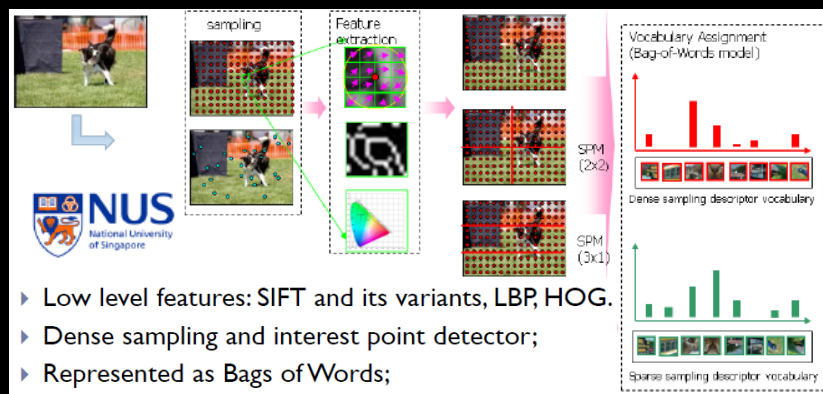 sampling
Feature
extraction
SPM
(2x2)
SPM
(3x1)
Vocabulary Assignment
(Bag-of-Words model)
Dense sampling descriptor vocabulary
Sparse sampling descriptor vocabulary
NUS
National University
of Singapore
Low level features: SIFT and its variants, LBP, HOG.
Dense sampling and interest point detector;
Represented as Bags of Words;